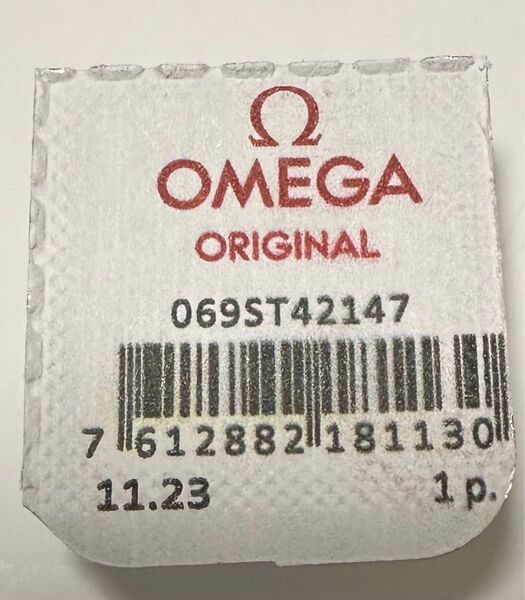 Ω
OMEGA
ORIGINAL
069ST42147
7 612882 181130
11.23 1 p.